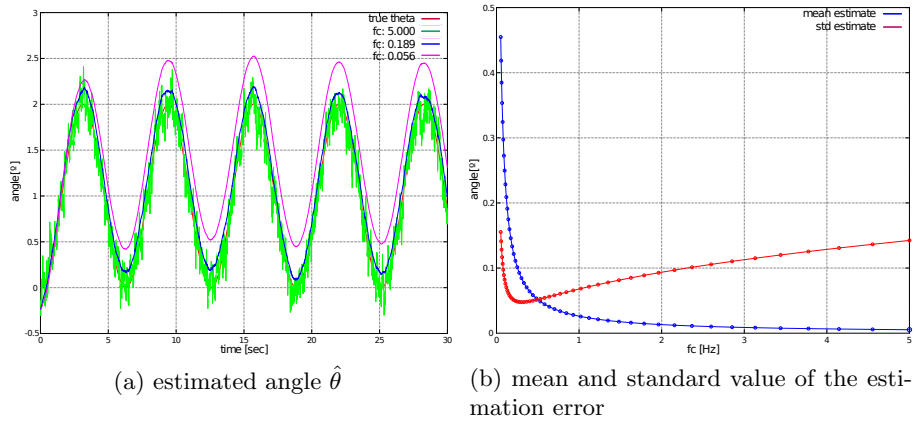 true theta
fc: 5.000
fc: 0.189
fc: 0.056
3
2.5
2
1.5
1
0.5
0
-0.5
angle[º]
0
5
10
15
20
25
30
time [sec]
(a) estimated angle θ̂
mean estimate
std estimate
0.5
0.4
0.3
0.2
0.1
0
angle[º]
0
1
2
3
4
5
fc [Hz]
(b) mean and standard value of the esti-
mation error